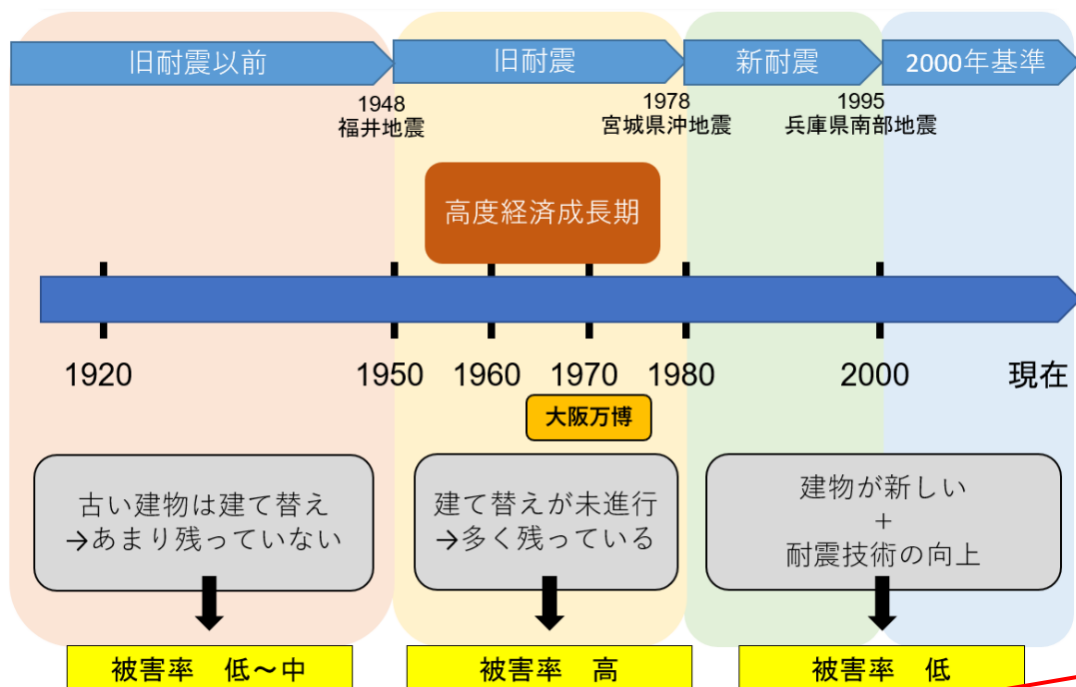 旧耐震以前
旧耐震
新耐震
2000年基準
1948
福井地震
1978
宮城県沖地震
1995
兵庫県南部地震
高度経済成長期
1920
1950
1960
1970
1980
2000
現在
大阪万博
古い建物は建て替え
→あまり残っていない
建て替えが未進行
→多く残っている
建物が新しい
+
耐震技術の向上
被害率 低～中
被害率 高
被害率 低